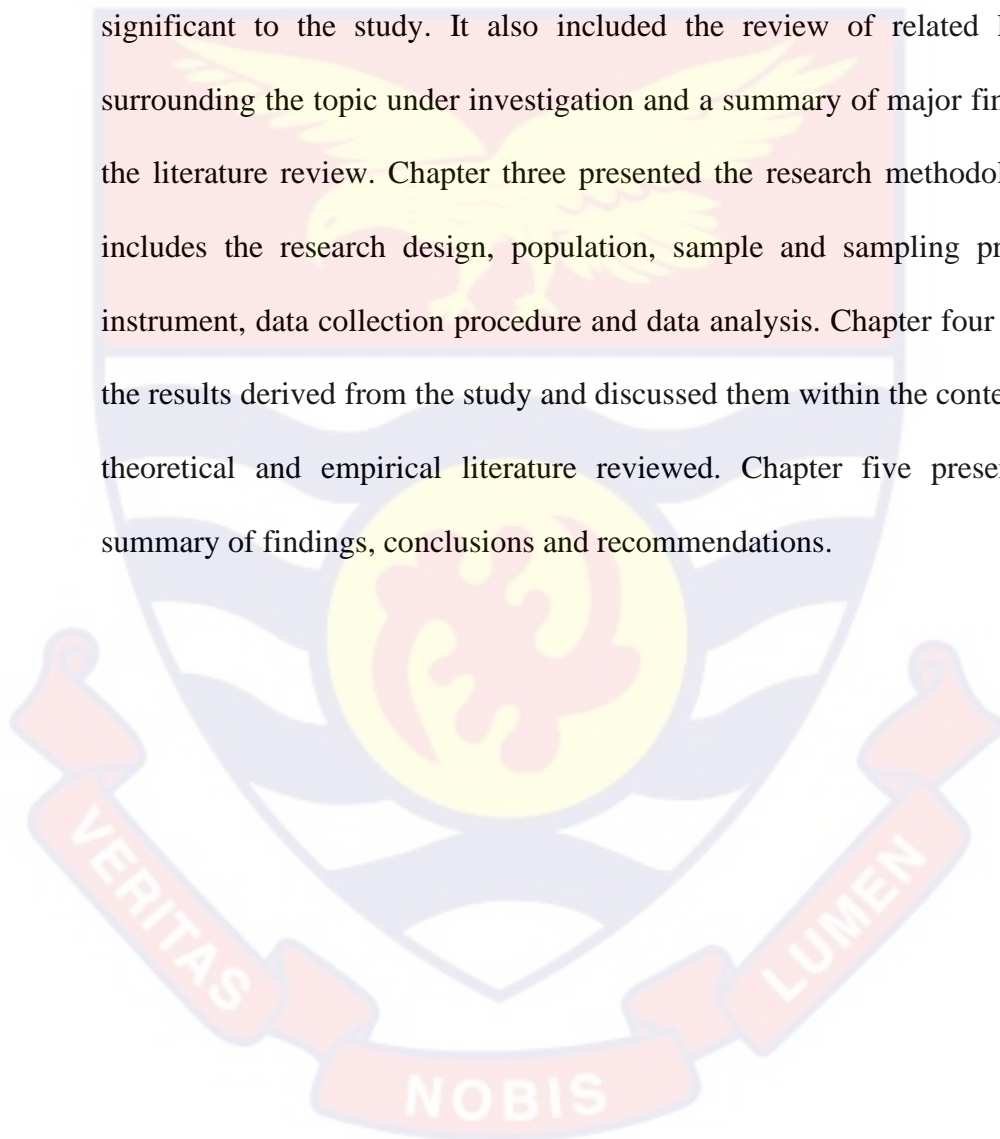 significant to the study. It also included the review of related
surrounding the topic under investigation and a summary of major
the literature review. Chapter three presented the research
includes the research design, population, sample and sampling
instrument, data collection procedure and data analysis. Chapter four
the results derived from the study and discussed them within the
theoretical and empirical literature reviewed. Chapter five
summary of findings, conclusions and recommendations.
VERITAS
NOBIS
LUMEN